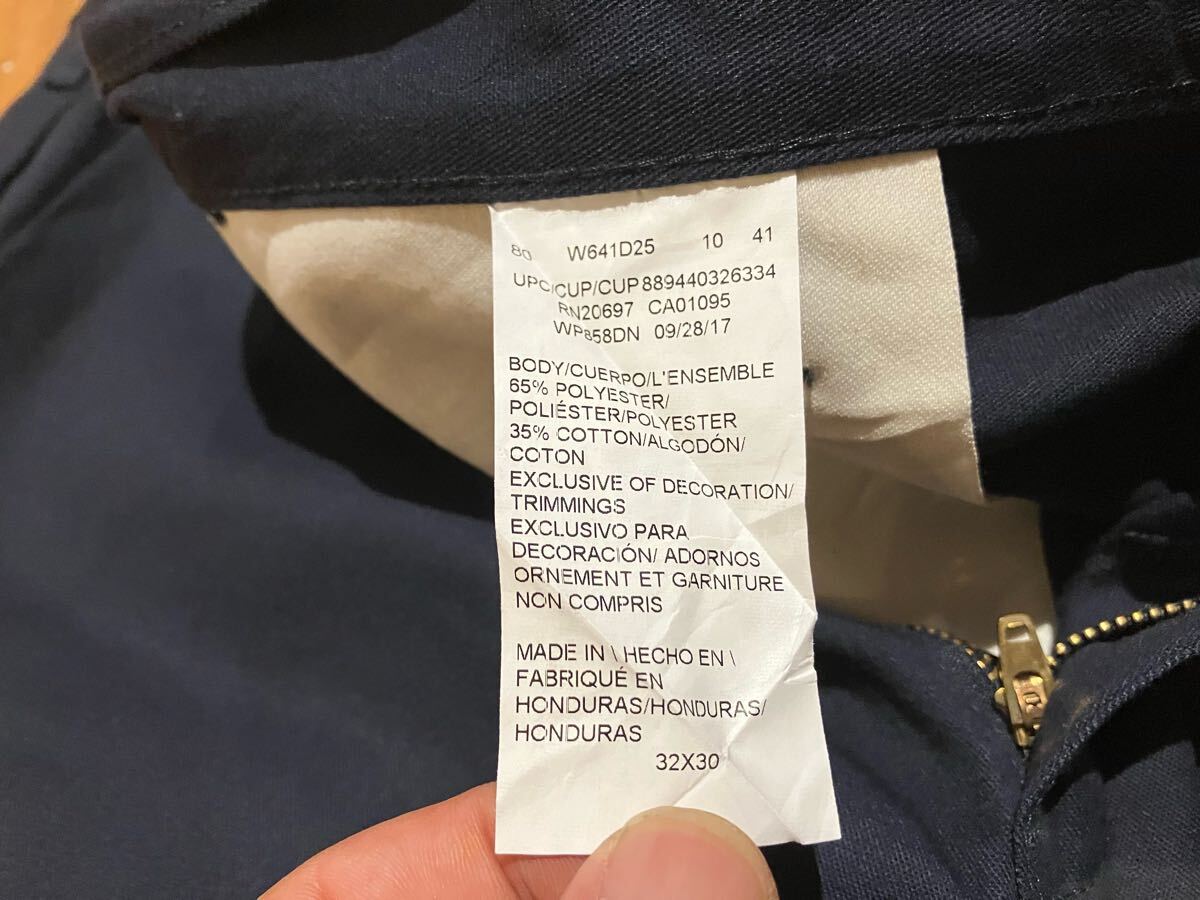 80 W641D25 10 41
UPC/CUP/CUP889440326334
RN20697 CA01095
WP858DN 09/28/17
BODY/CUERPO/L'ENSEMBLE
65% POLYESTER/
POLIÉSTER/POLYESTER
35% COTTON/ALGODÓN/
COTON
EXCLUSIVE OF DECORATION/
TRIMMINGS
EXCLUSIVO PARA
DECORACIÓN/ ADORNOS
ORNEMENT ET GARNITURE
NON COMPRIS
MADE IN \ HECHO EN \
FABRIQUÉ EN
HONDURAS/HONDURAS/
HONDURAS
32X30